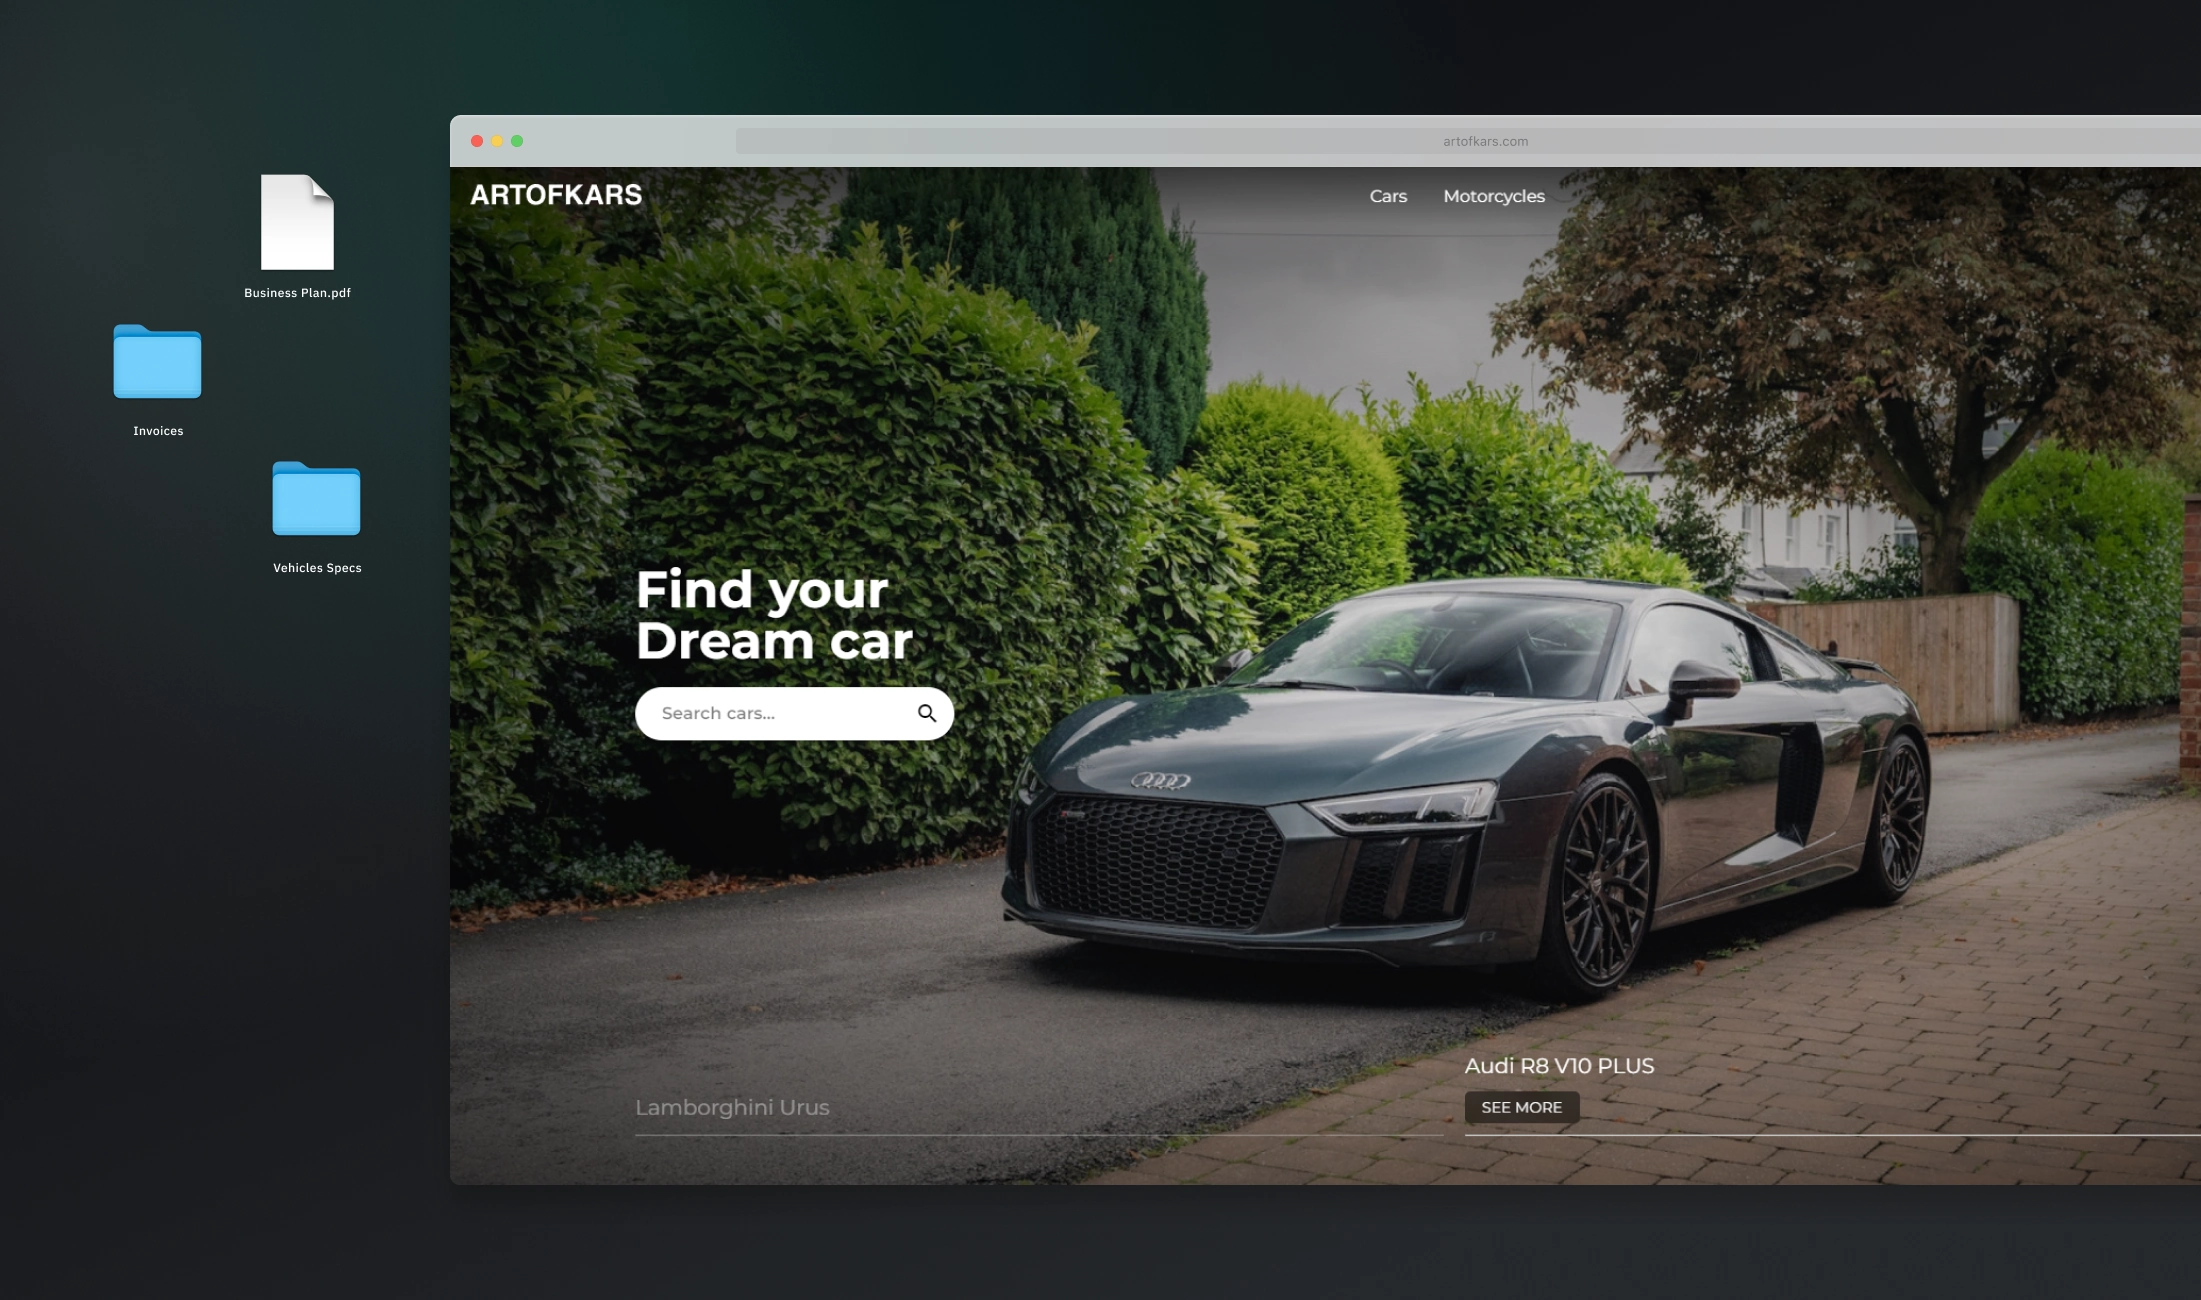 artofkars.com
ARTOFKARS
Cars
Motorcycles
Business Plan.pdf
Invoices
Vehicles Specs
Find your
Dream car
Search cars...
Audi R8 V10 PLUS
Lamborghini Urus
SEE MORE